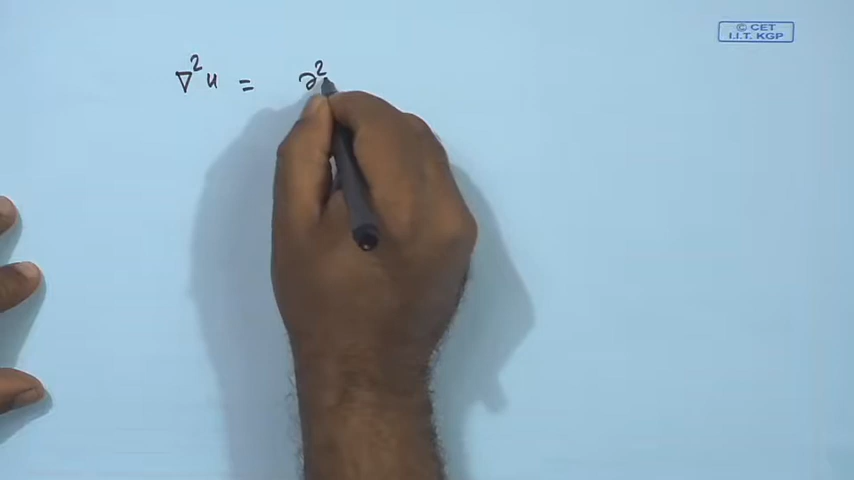 © CET
I.I.T. KGP
∇²u = ∂²